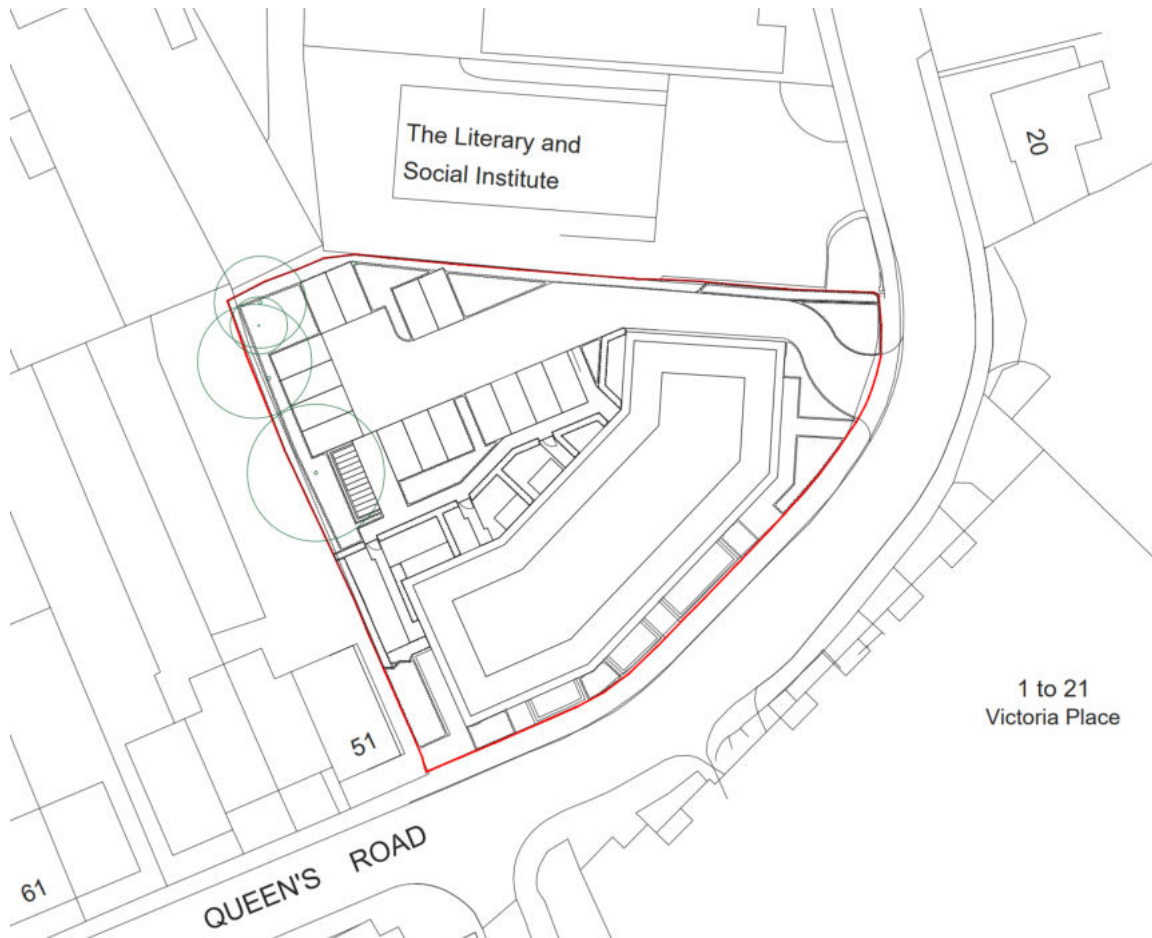 The Literary and
Social Institute
20
1 to 21
Victoria Place
51
QUEEN'S ROAD
61